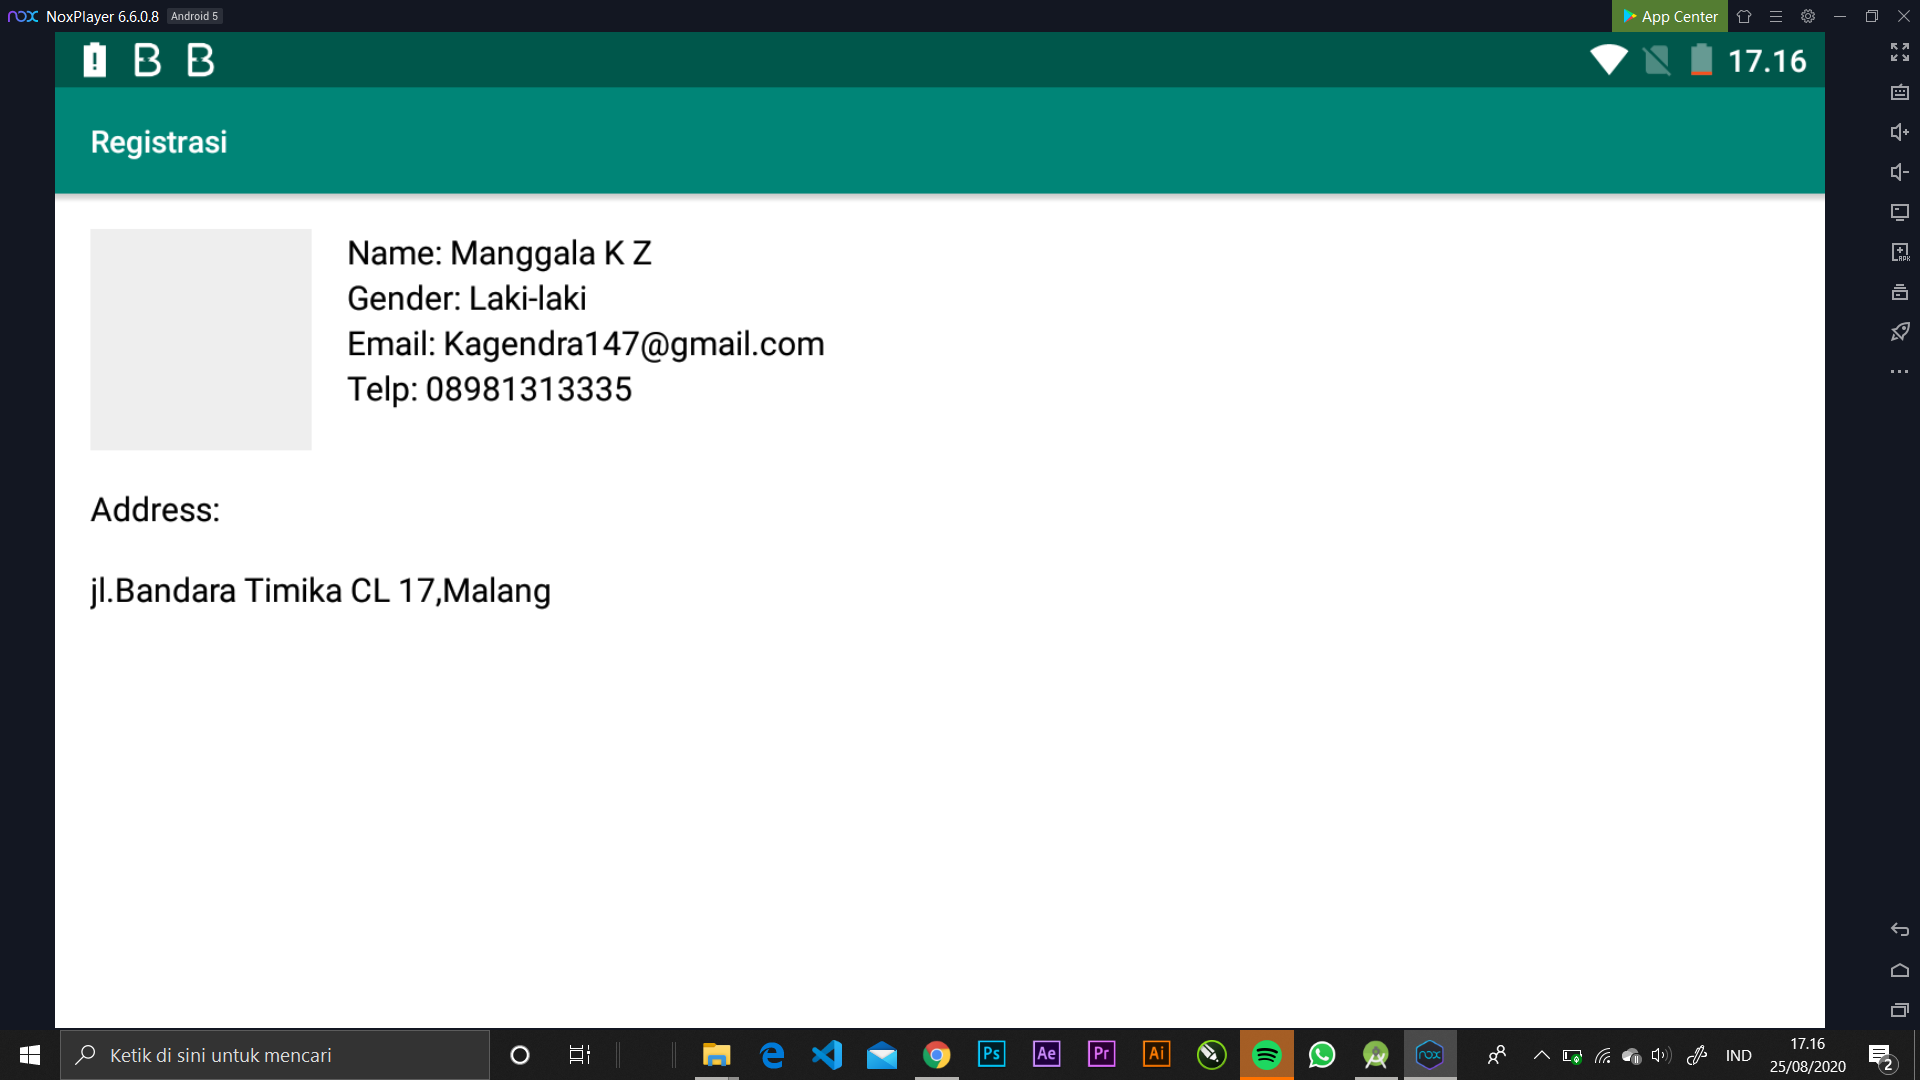 nox NoxPlayer 6.6.0.8 Android 5 App Center
17.16
Registrasi
Name: Manggala K Z
Gender: Laki-laki
Email: Kagendra147@gmail.com
Telp: 08981313335
Address:
jl.Bandara Timika CL 17,Malang
Ketik di sini untuk mencari
Ps Ae Pr Ai nox IND
17.16
25/08/2020
2